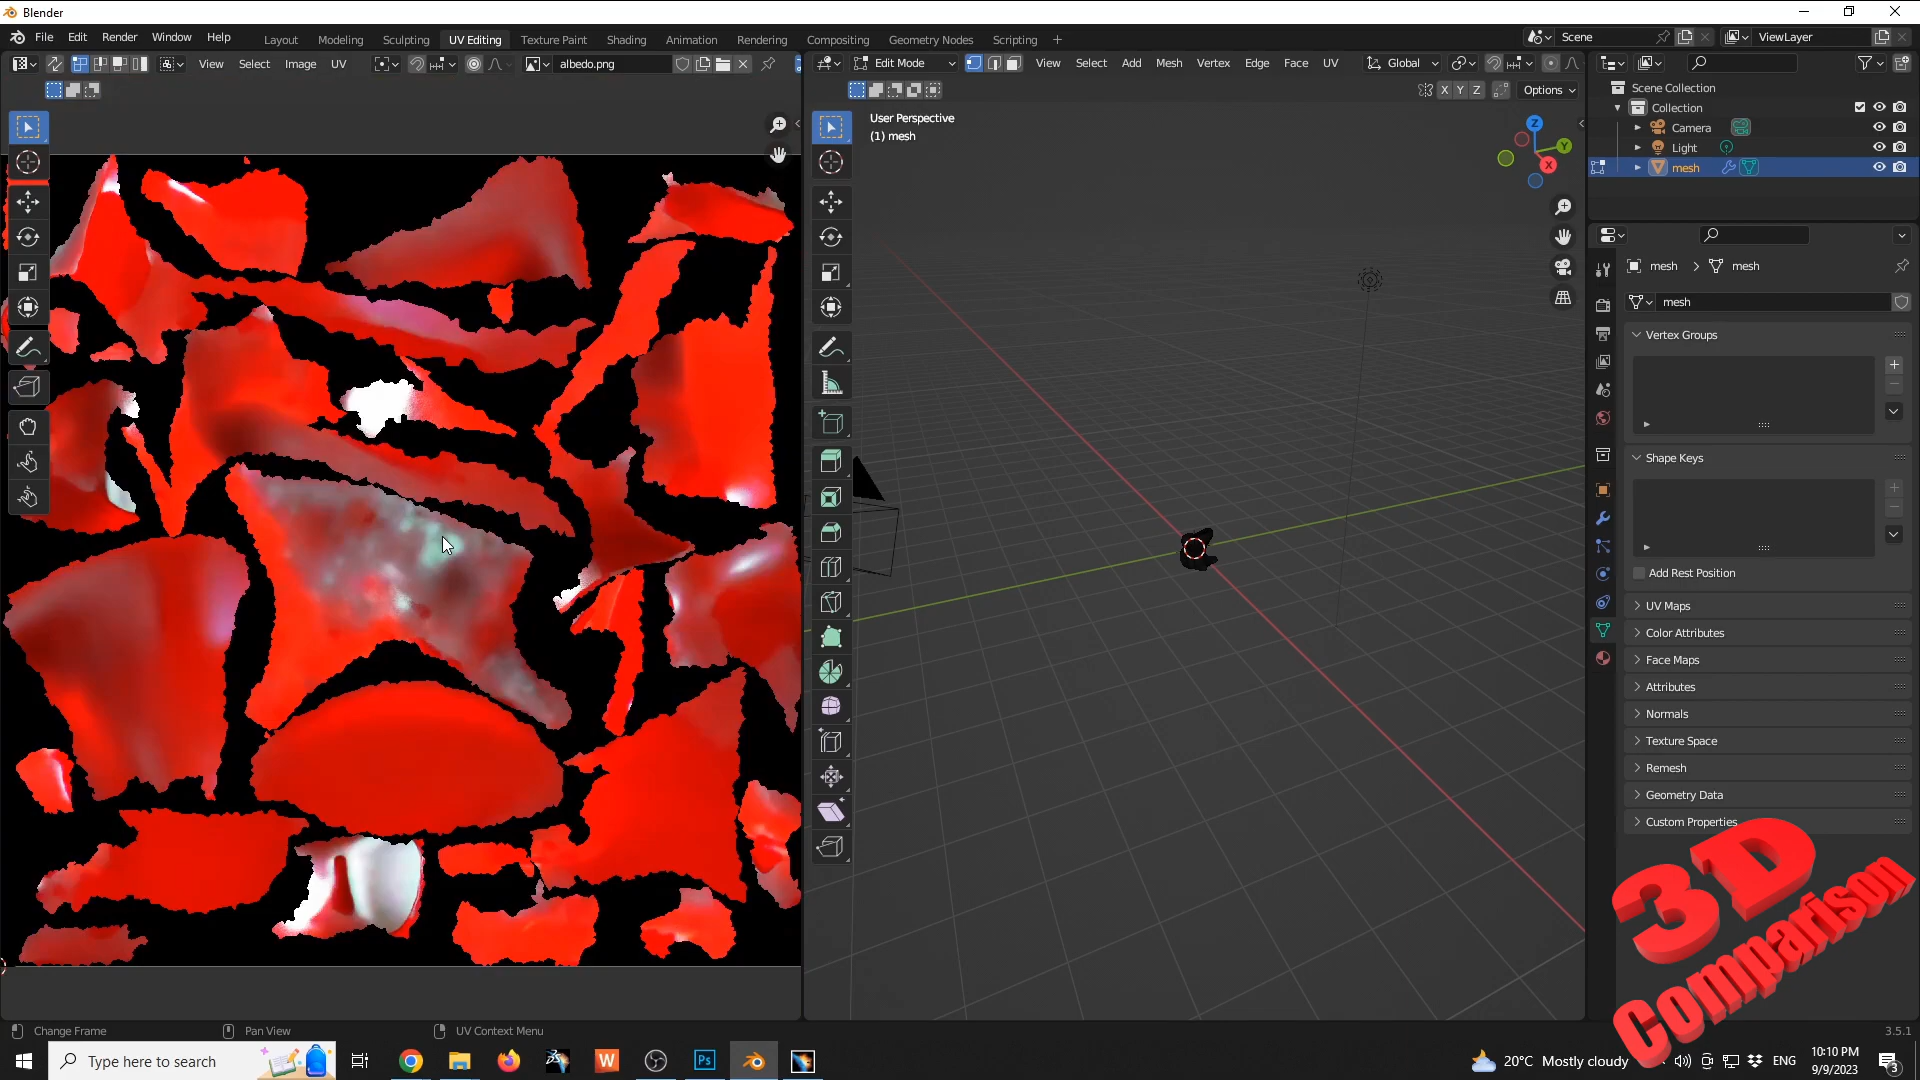 Blender
File Edit Render Window Help
Layout Modeling Sculpting UV Editing Texture Paint Shading Animation Rendering Compositing Geometry Nodes Scripting +
Scene
ViewLayer
View Select Image UV
albedo.png
Edit Mode
View Select Add Mesh Vertex Edge Face UV
Global
X Y Z
Options
User Perspective
(1) mesh
Z
Y
X
Scene Collection
Collection
Camera
Light
mesh
mesh > mesh
mesh
Vertex Groups
Shape Keys
Add Rest Position
UV Maps
Color Attributes
Face Maps
Attributes
Normals
Texture Space
Remesh
Geometry Data
Custom Properties
3D
Comparison
Change Frame
Pan View
UV Context Menu
3.5.1
Type here to search
W
Ps
20°C Mostly cloudy
ENG
10:10 PM
9/9/2023
3